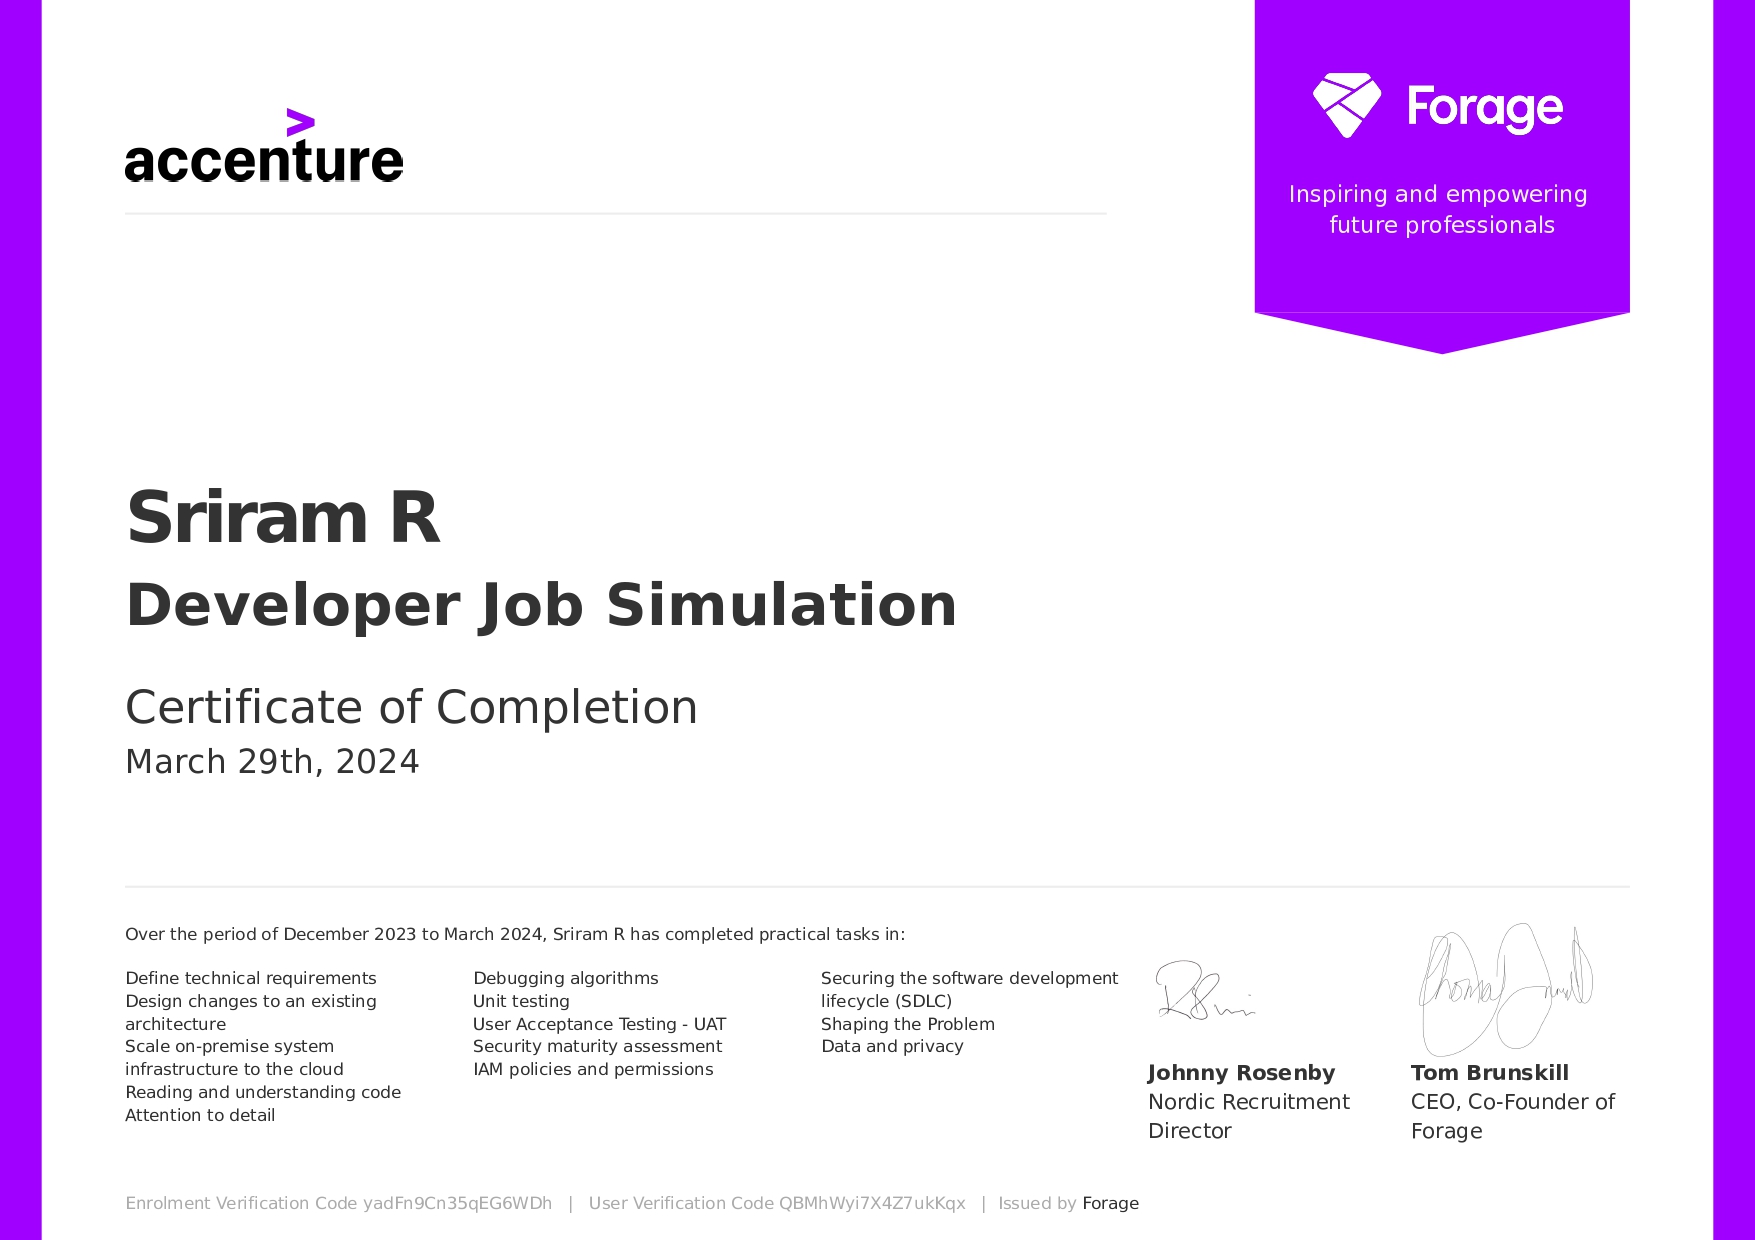 accenture
>
Forage
Inspiring and empowering
future professionals
Sriram R
Developer Job Simulation
Certificate of Completion
March 29th, 2024
Over the period of December 2023 to March 2024, Sriram R has completed practical tasks in:
Define technical requirements
Design changes to an existing
architecture
Scale on-premise system
infrastructure to the cloud
Reading and understanding code
Attention to detail
Debugging algorithms
Unit testing
User Acceptance Testing - UAT
Security maturity assessment
IAM policies and permissions
Securing the software development
lifecycle (SDLC)
Shaping the Problem
Data and privacy
Johnny Rosenby
Nordic Recruitment
Director
Tom Brunskill
CEO, Co-Founder of
Forage
Enrolment Verification Code yadFn9Cn35qEG6WDh | User Verification Code QBMhWyi7X4Z7ukKqx | Issued by Forage